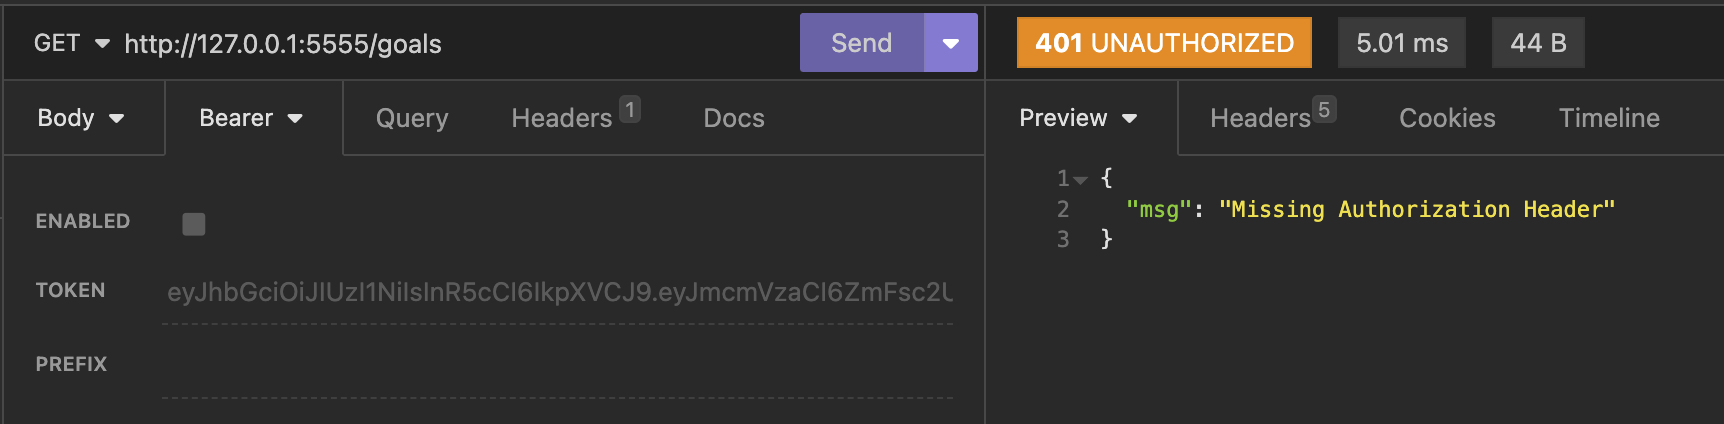 GET http://127.0.0.1:5555/goals Send
401 UNAUTHORIZED 5.01 ms 44 B
Body Bearer Query Headers 1 Docs
Preview Headers 5 Cookies Timeline
ENABLED
TOKEN eyJhbGciOiJIUzI1NiIsInR5cCI6IkpXVCJ9.eyJmcmVzaCI6ZmFsc2U
PREFIX
1 {
2 "msg": "Missing Authorization Header"
3 }